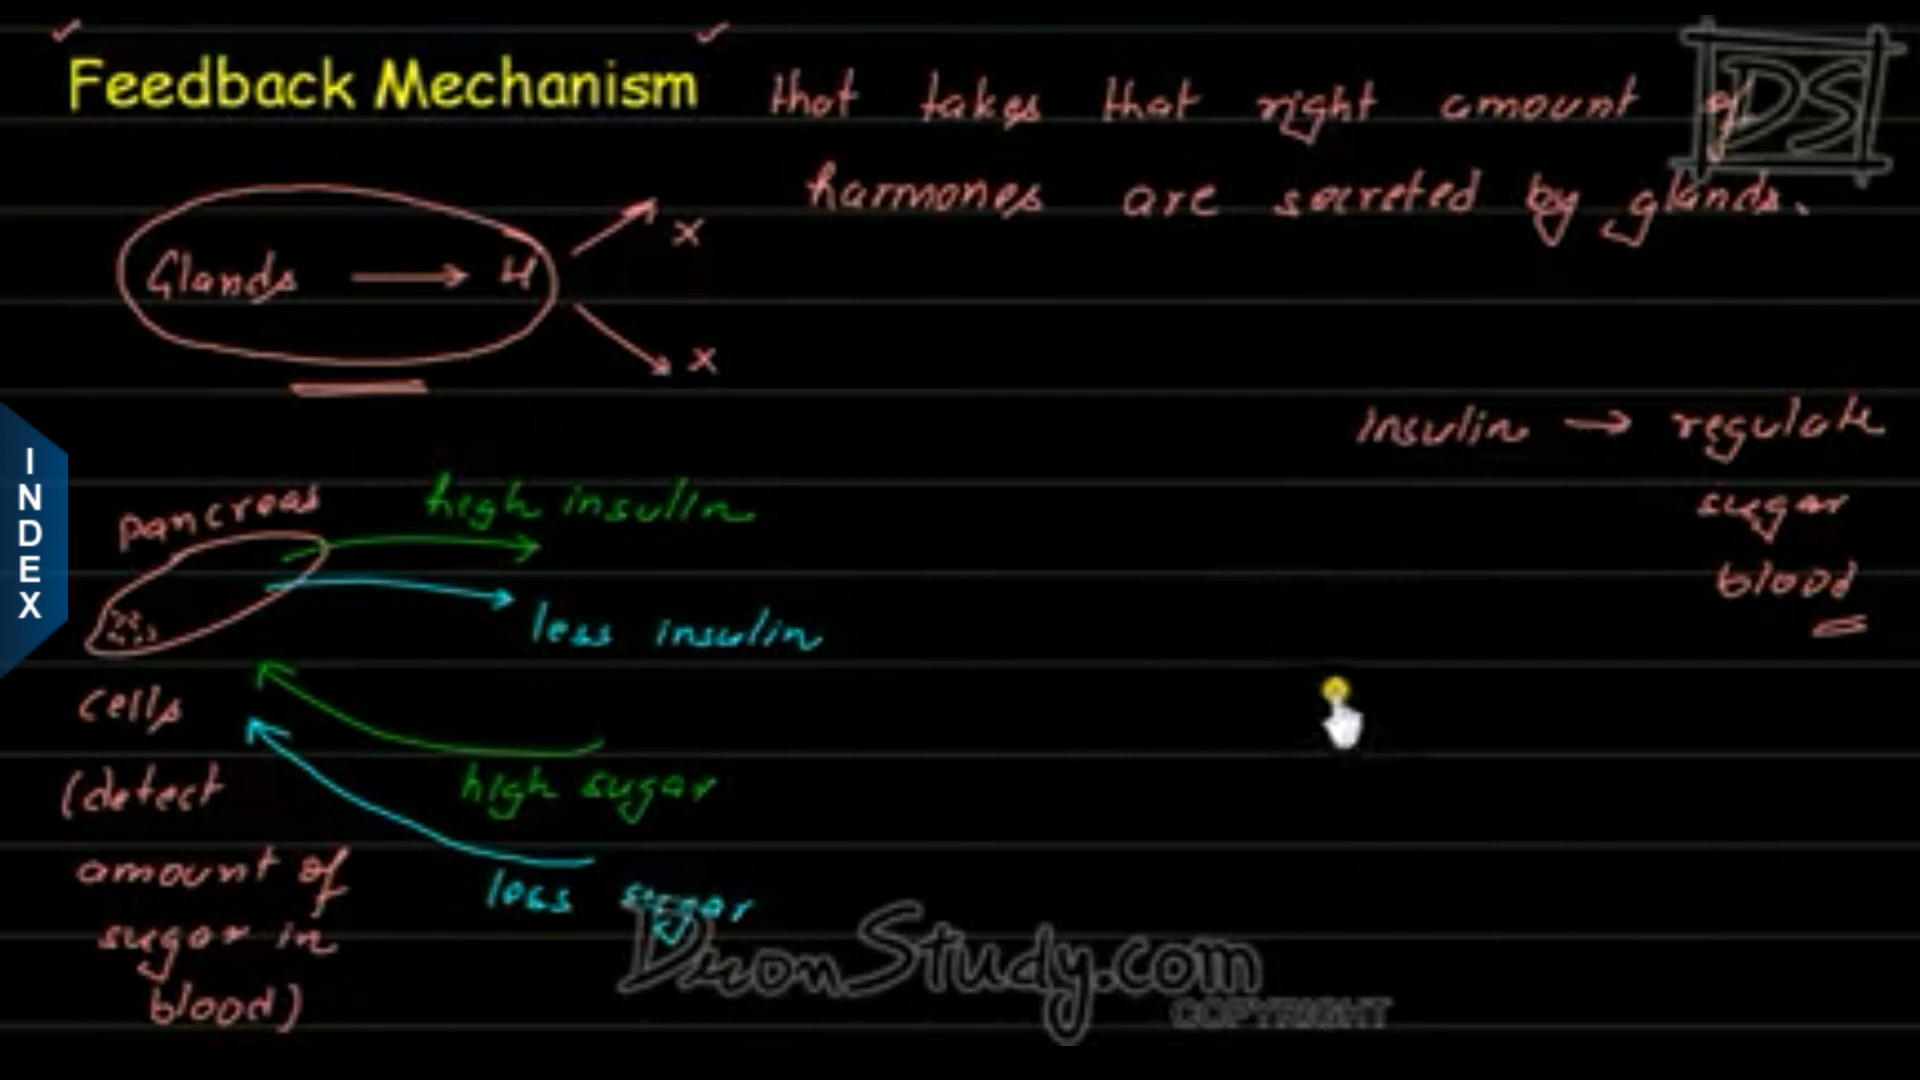 Feedback Mechanism that takes that right amount of
harmones are secreted by glands.
DS
Glands → H
x
x
Insulin → regulate
sugar
blood
pancreas
high insulin
less insulin
cells
(detect
amount of
sugar in
blood)
high sugar
less sugar
INDEX
DronStudy.com
COPYRIGHT